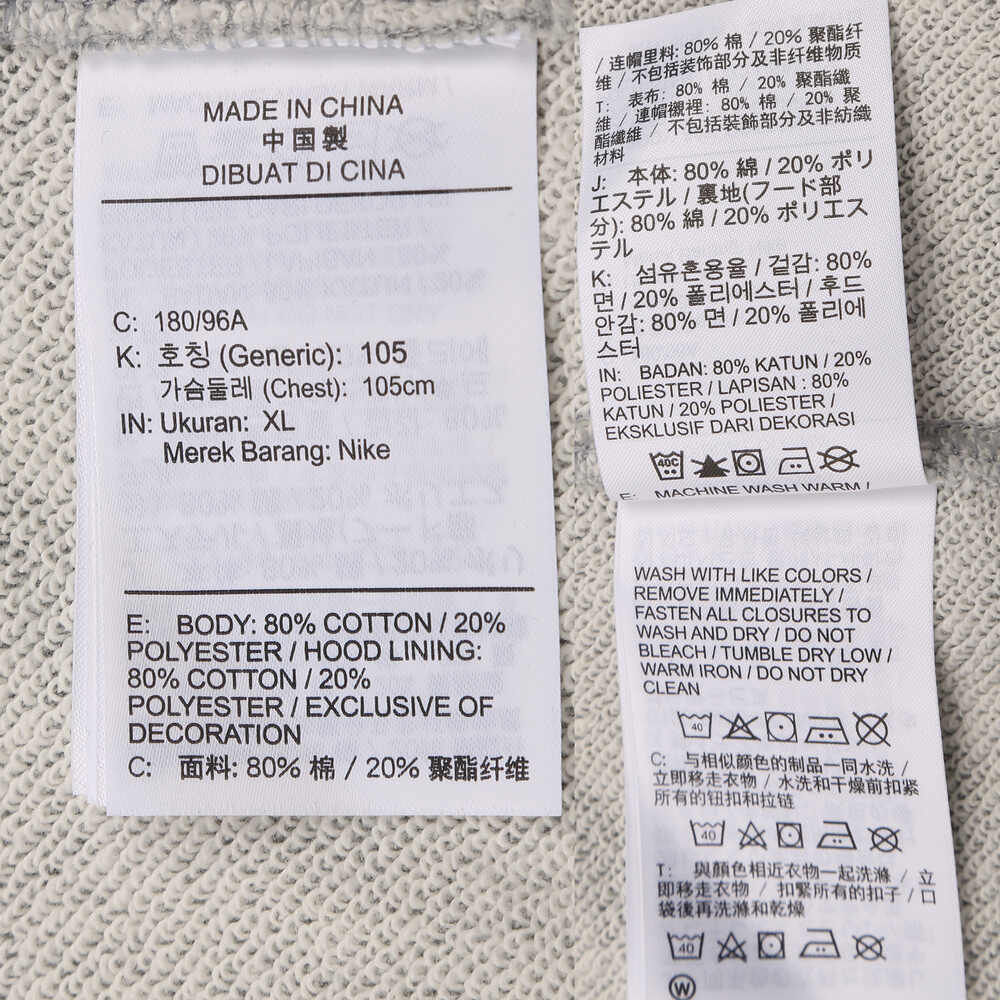 MADE IN CHINA
中国製
DIBUAT DI CINA
C: 180/96A
K: 호칭 (Generic): 105
가슴둘레 (Chest): 105cm
IN: Ukuran: XL
Merek Barang: Nike
E: BODY: 80% COTTON / 20%
POLYESTER / HOOD LINING:
80% COTTON / 20%
POLYESTER / EXCLUSIVE OF
DECORATION
C: 面料: 80% 棉 / 20% 聚酯纤维
/ 连帽里料: 80% 棉 / 20% 聚酯纤
维 / 不包括装饰部分及非纤维物质
T: 表布: 80% 棉 / 20% 聚酯纖
維 / 連帽襯裡: 80% 棉 / 20% 聚
酯纖維 / 不包括裝飾部分及非紡織
材料
J: 本体: 80% 綿 / 20% ポリ
エステル / 裏地(フード部
分): 80% 綿 / 20% ポリエス
テル
K: 섬유혼용율 / 겉감: 80%
면 / 20% 폴리에스터 / 후드
안감: 80% 면 / 20% 폴리에
스터
IN: BADAN: 80% KATUN / 20%
POLIESTER / LAPISAN : 80%
KATUN / 20% POLIESTER /
EKSKLUSIF DARI DEKORASI
40C
E: MACHINE WASH WARM /
WASH WITH LIKE COLORS /
REMOVE IMMEDIATELY /
FASTEN ALL CLOSURES TO
WASH AND DRY / DO NOT
BLEACH / TUMBLE DRY LOW /
WARM IRON / DO NOT DRY
CLEAN
40
C: 与相似颜色的制品一同水洗 /
立即移走衣物 / 水洗和干燥前扣紧
所有的钮扣和拉链
40
T: 與顏色相近衣物一起洗滌 / 立
即移走衣物 / 扣緊所有的扣子 / 口
袋後再洗滌和乾燥
40
W